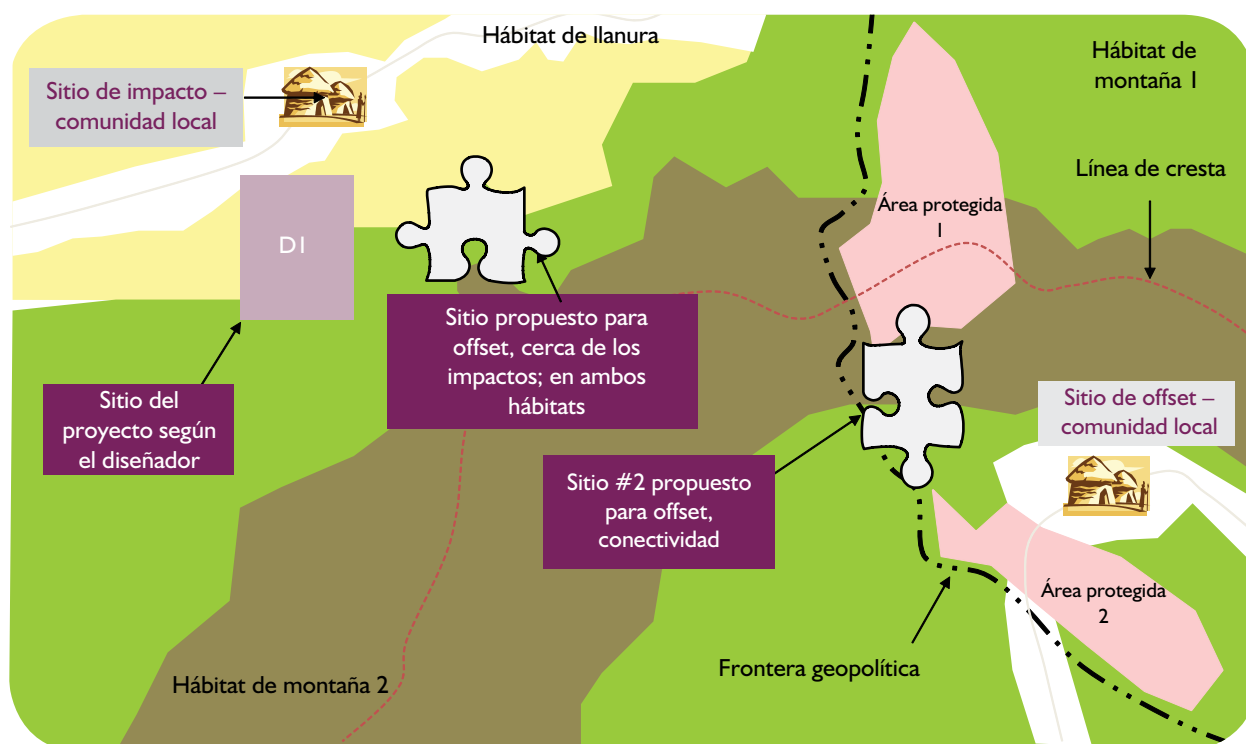 Hábitat de llanura
Hábitat de
montaña 1
Sitio de impacto –
comunidad local
Línea de cresta
Área protegida
1
D1
Sitio propuesto para
offset, cerca de los
impactos; en ambos
hábitats
Sitio del
proyecto según
el diseñador
Sitio de offset –
comunidad local
Sitio #2 propuesto
para offset,
conectividad
Área protegida
2
Frontera geopolítica
Hábitat de montaña 2